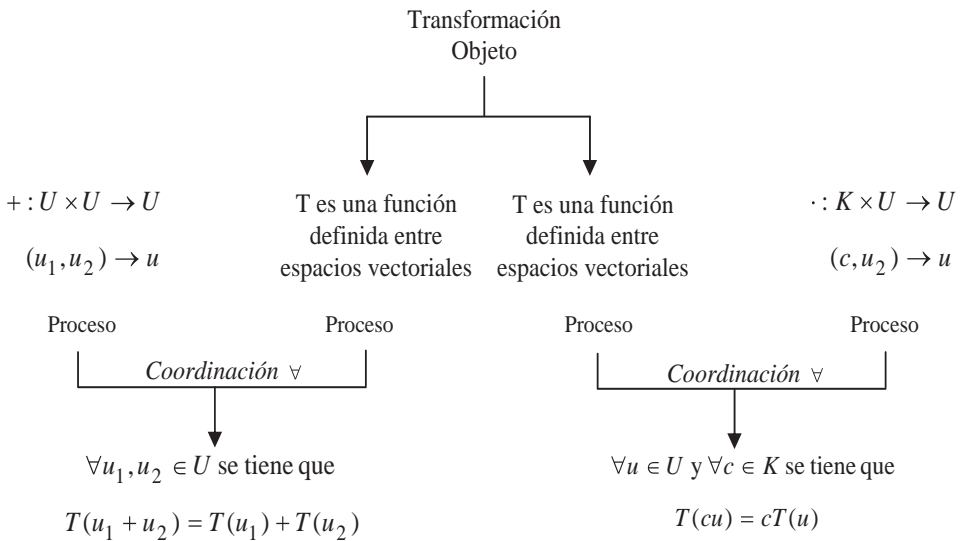 Transformación
Objeto
+ : U × U → U
(u₁, u₂) → u
T es una función
definida entre
espacios vectoriales
T es una función
definida entre
espacios vectoriales
· : K × U → U
(c, u₂) → u
Proceso
Proceso
Proceso
Proceso
Coordinación ∀
Coordinación ∀
∀u₁, u₂ ∈ U se tiene que
T(u₁ + u₂) = T(u₁) + T(u₂)
∀u ∈ U y ∀c ∈ K se tiene que
T(cu) = cT(u)